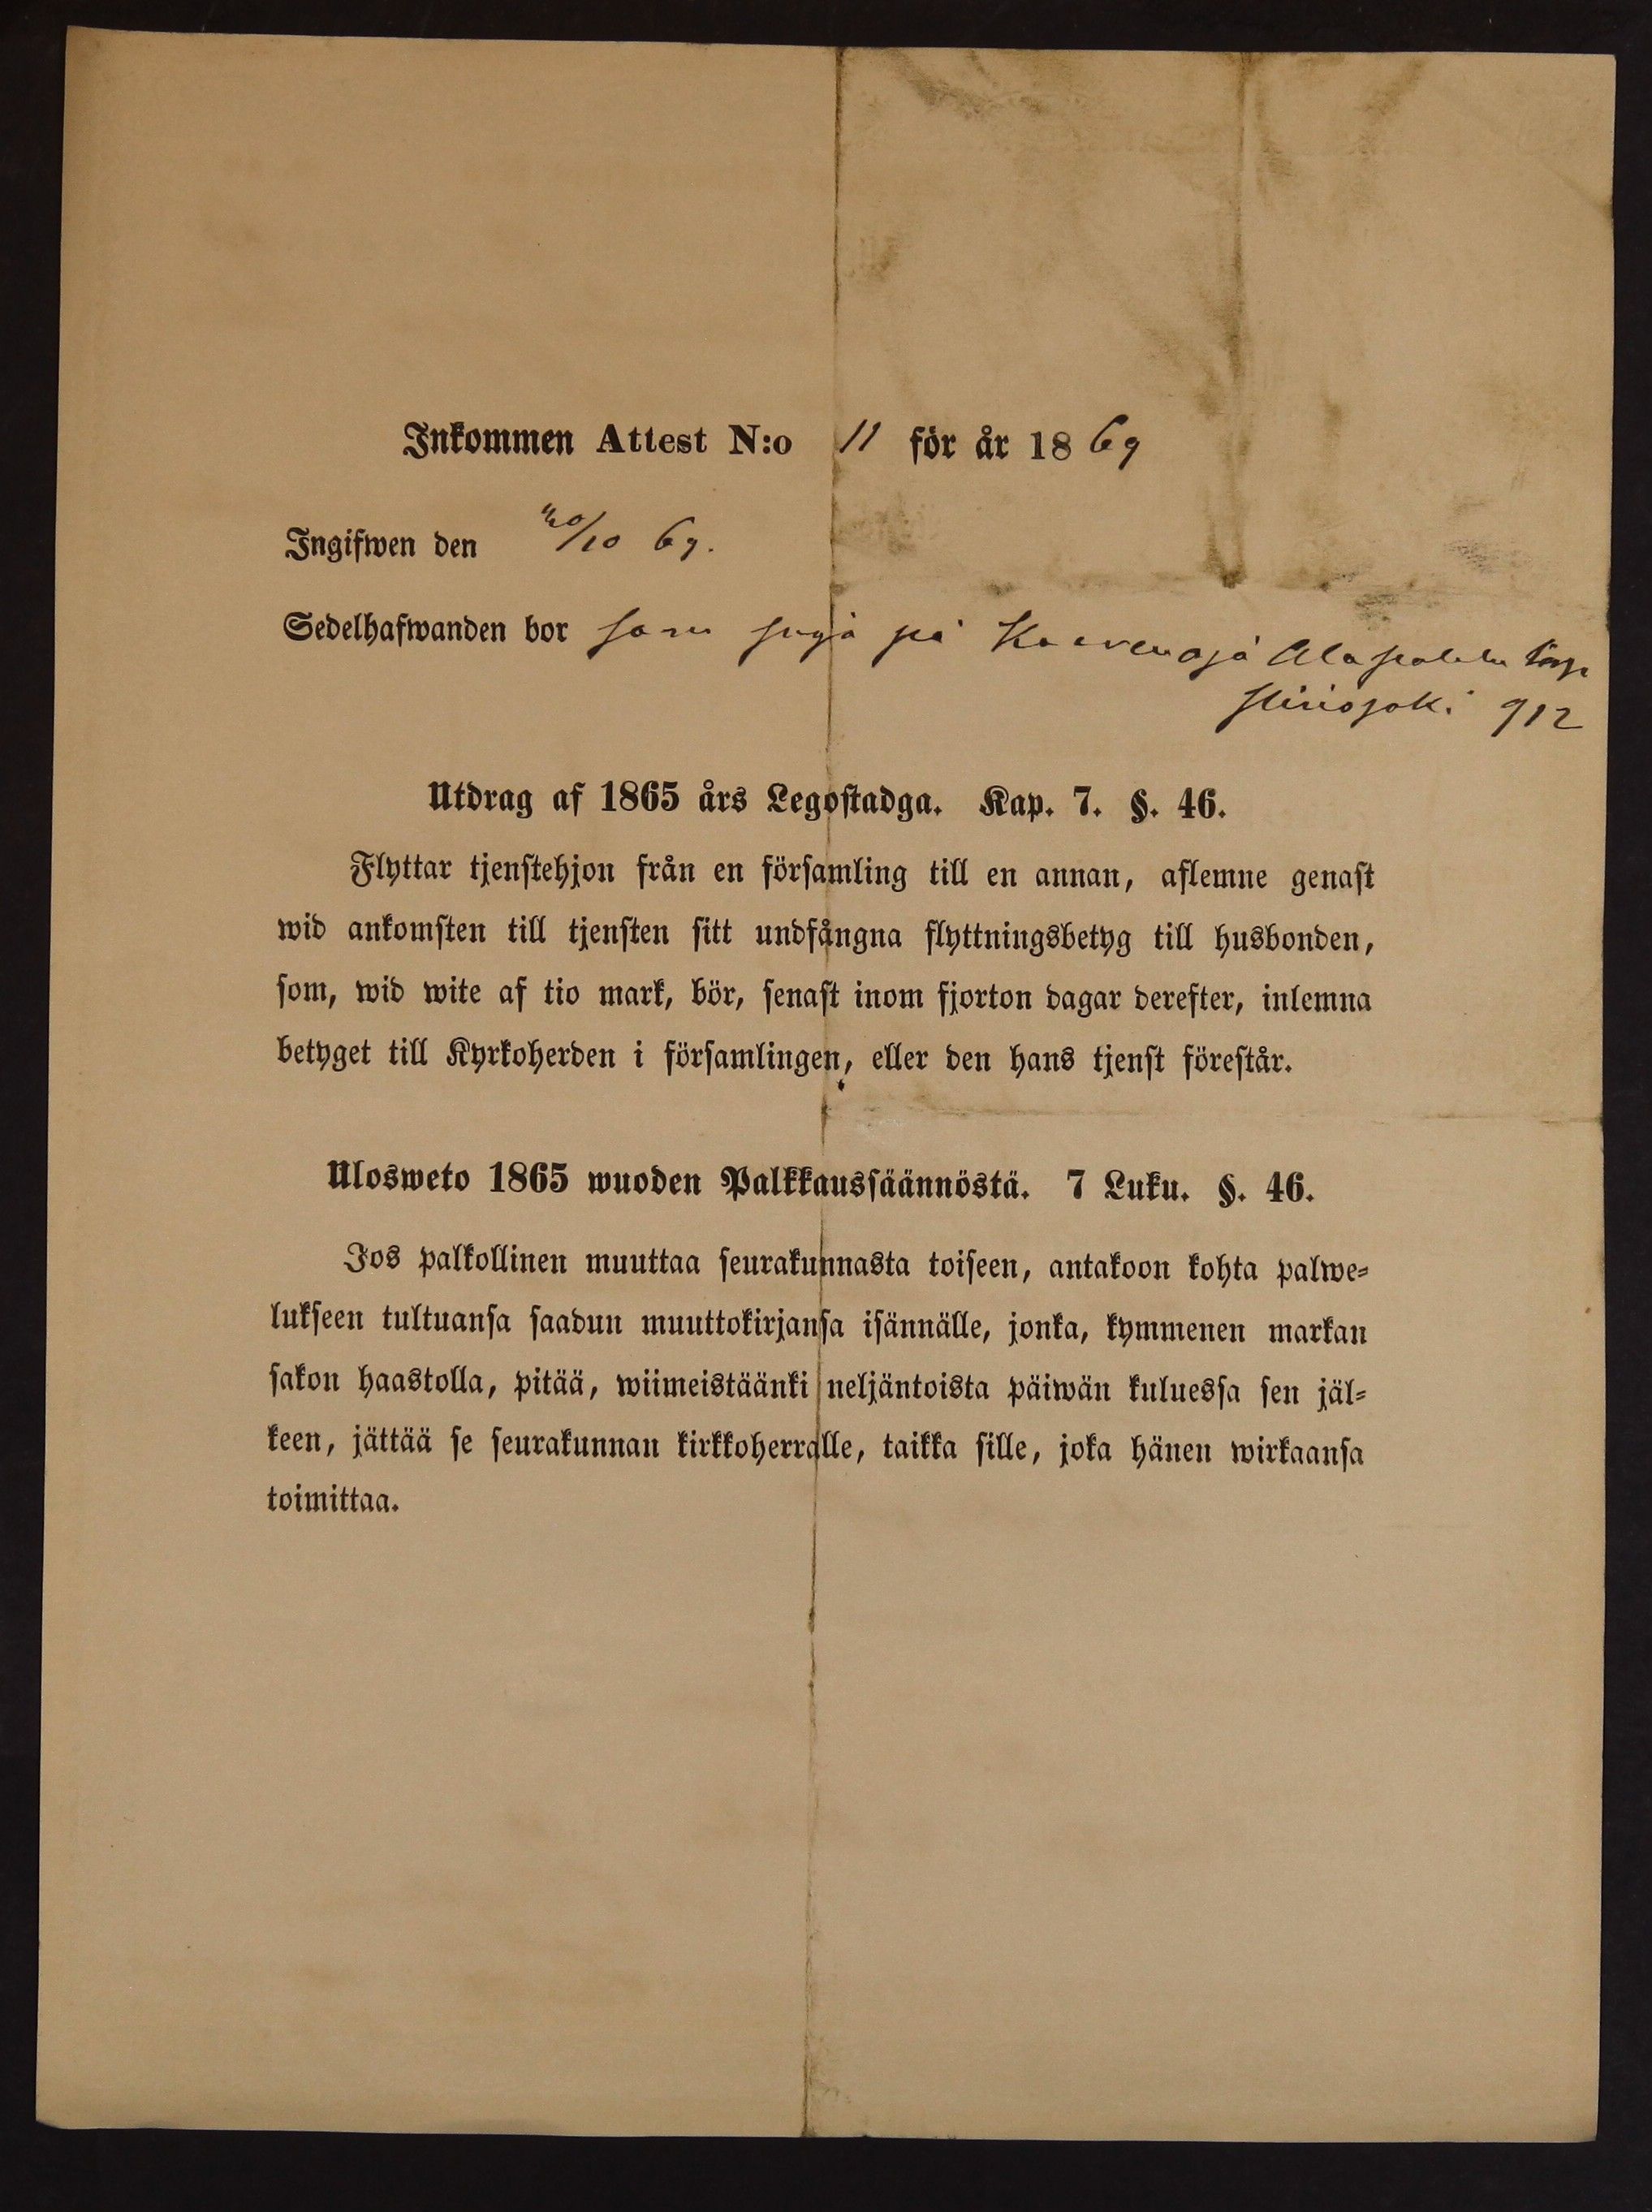 Inkommen Attest N:o 11 för år 1869
Ingifwen den 20/10 69.
Sedelhafwanden bor som på
912
Utdrag af 1865 års Legostadga. Kap. 7. §. 46.
Flyttar tjenstehjon från en församling till en annan, aflemne genast
wid ankomsten till tjensten sitt undfångna flyttningsbetyg till husbonden,
som, wid wite af tio mark, bör, senast inom fjorton dagar derefter, inlemna
betyget till Kyrkoherden i församlingen, eller den hans tjenst förestår.
Ulosweto 1865 wuoden Palkkaussäännöstä. 7 Luku. §. 46.
Jos palkollinen muuttaa seurakunnasta toiseen, antakoon kohta palwe-
lukseen tultuansa saadun muuttokirjansa isännälle, jonka, kymmenen markan
sakon haastolla, pitää, wiimeistäänki neljäntoista päiwän kuluessa sen jäl-
keen, jättää se seurakunnan kirkkoherralle, taikka sille, joka hänen wirkaansa
toimittaa.